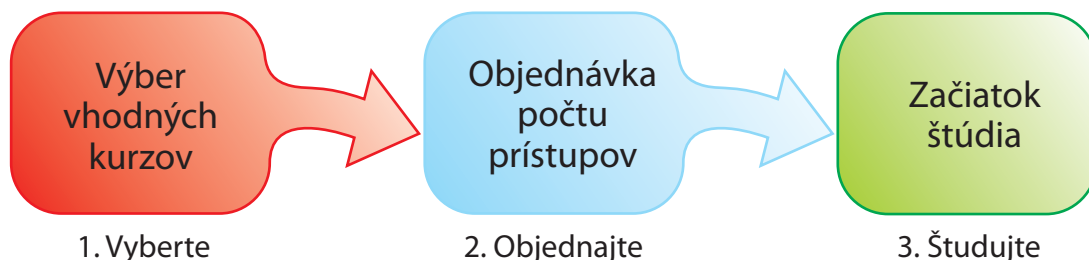 Výber
vhodných
kurzov
Objednávka
počtu
prístupov
Začiatok
štúdia
1. Vyberte
2. Objednajte
3. Študujte